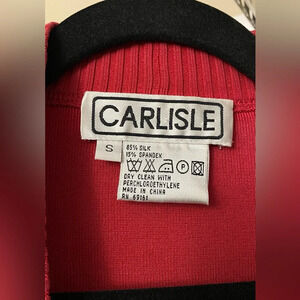 CARLISLE
S
85% SILK
15% SPANDEX
P
DRY CLEAN WITH
PERCHLOROETHYLENE
MADE IN CHINA
RN 69161